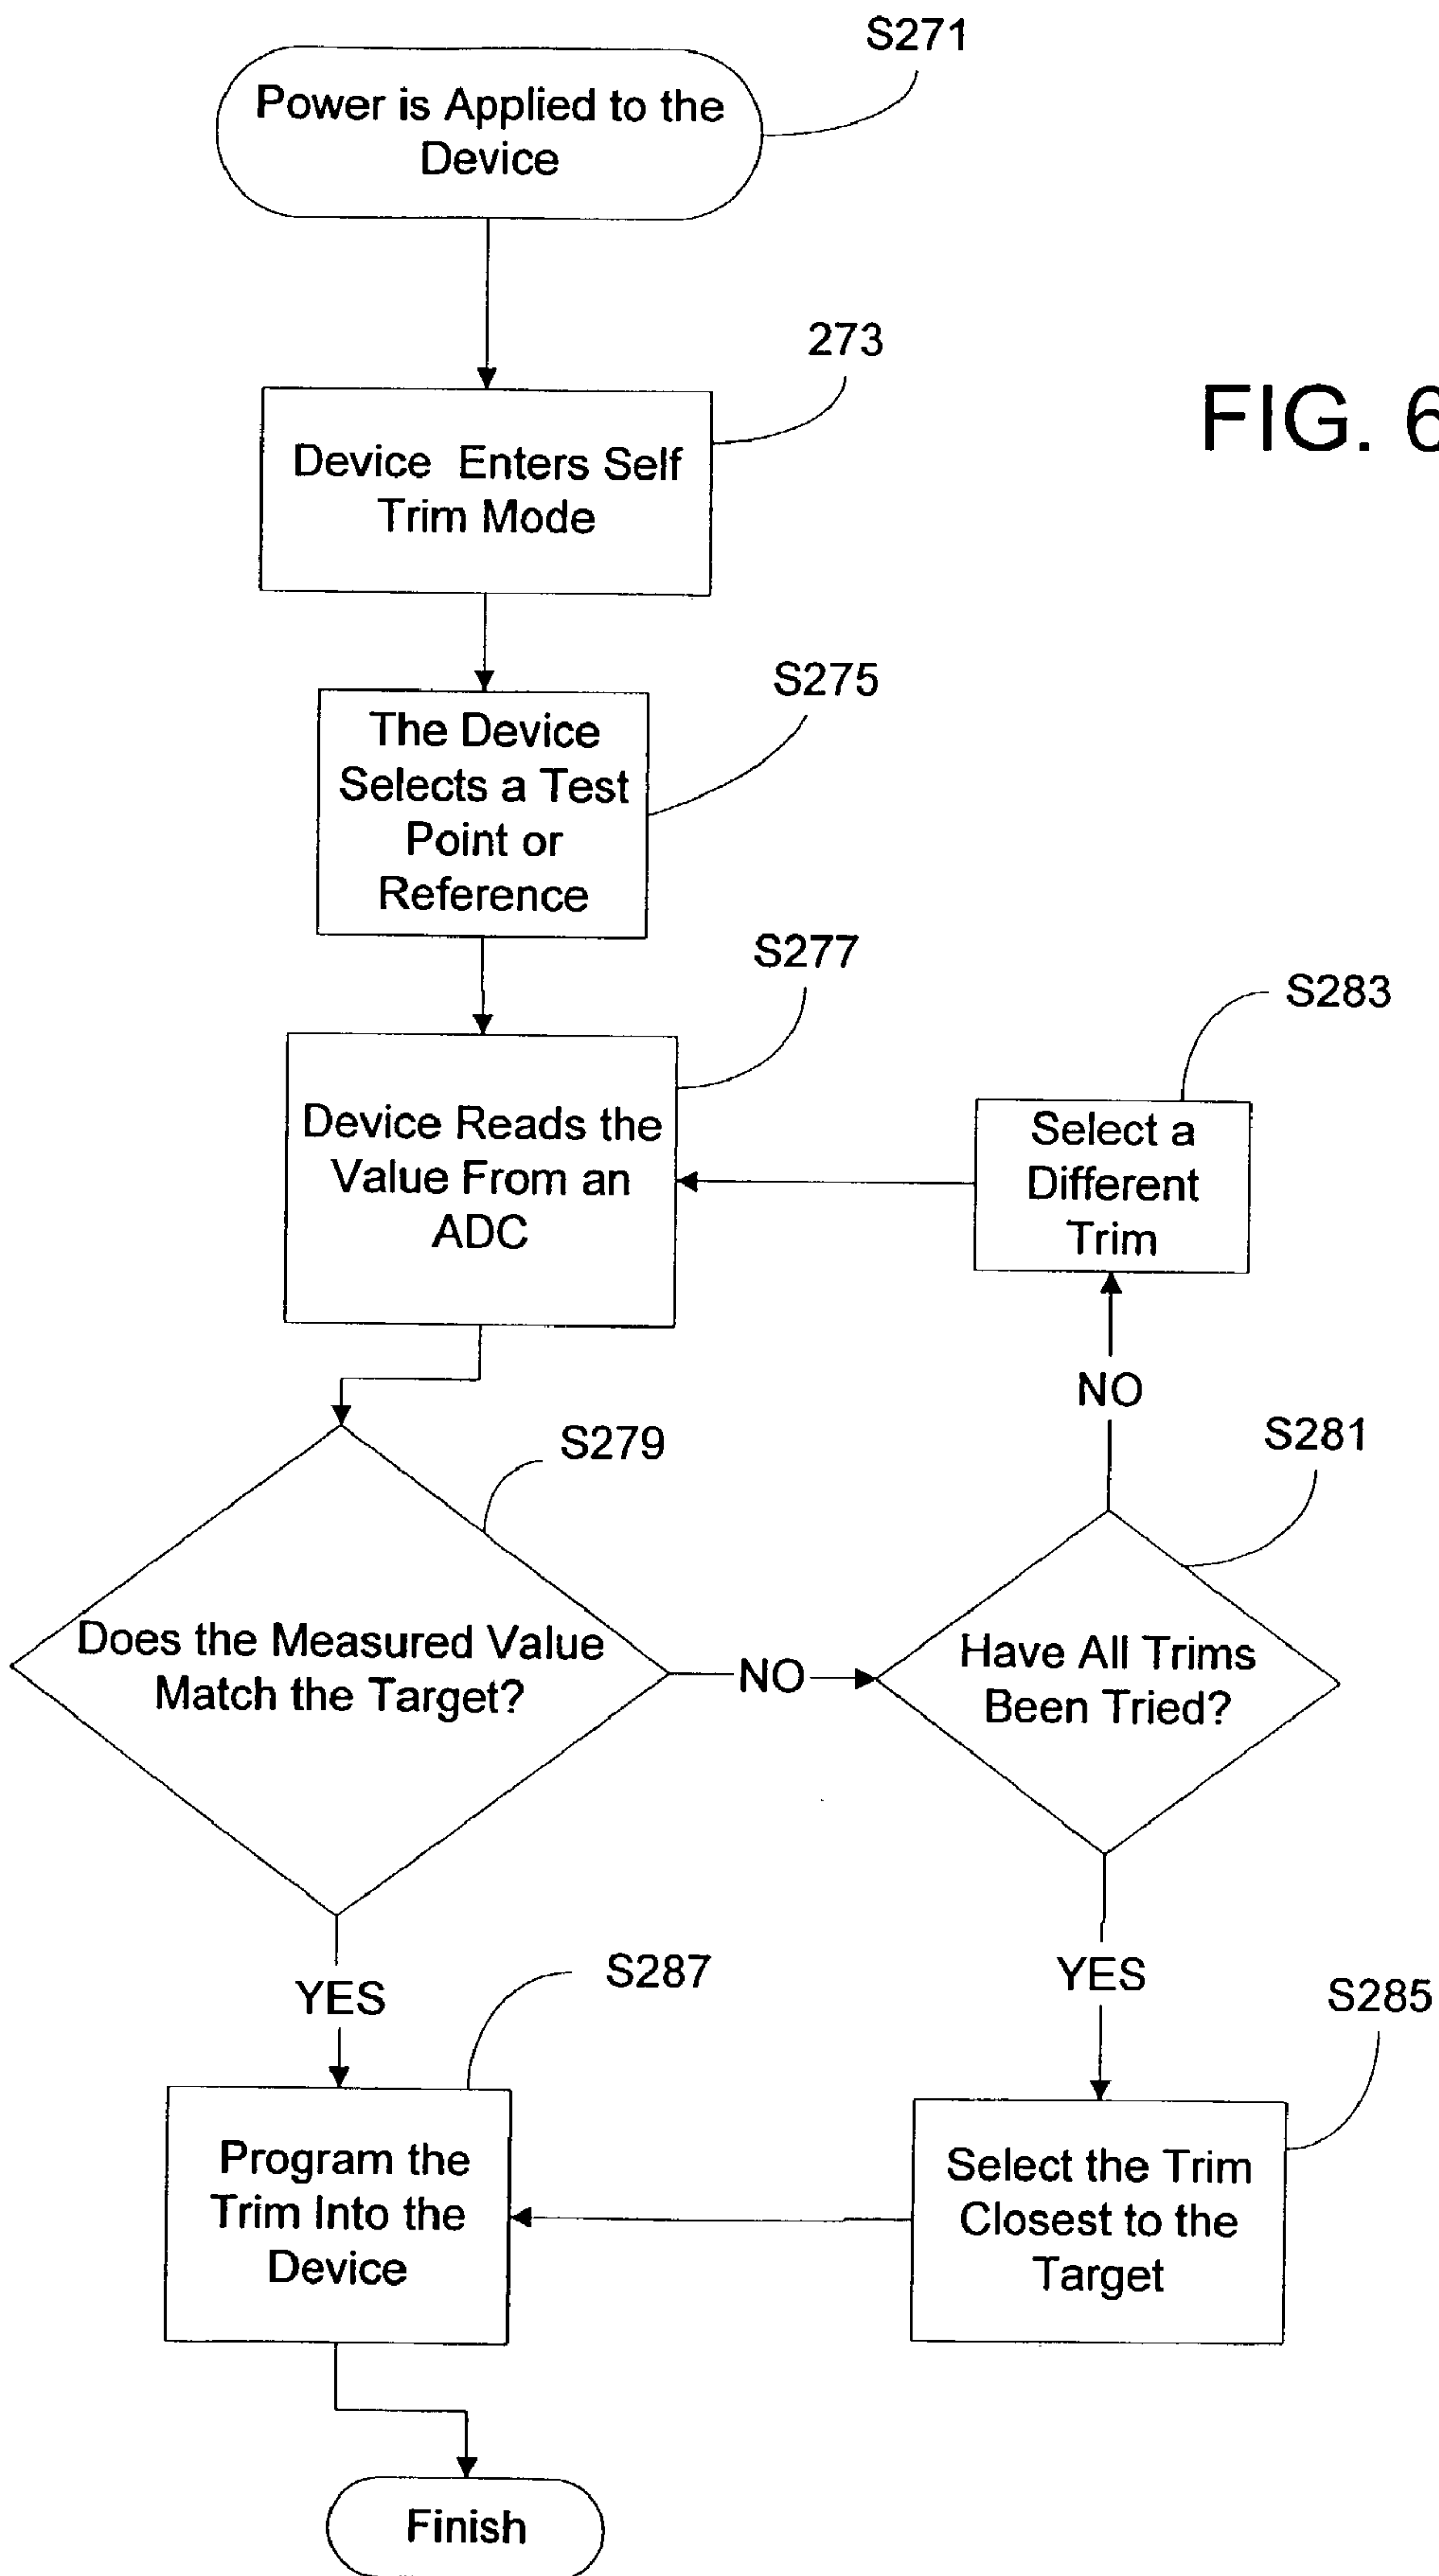 S271
Power is Applied to the
Device
273
FIG. 6
Device Enters Self
Trim Mode
S275
The Device
Selects a Test
Point or
Reference
S277
S283
Device Reads the
Value From an
ADC
Select a
Different
Trim
NO
S279
S281
Does the Measured Value
Match the Target?
NO
Have All Trims
Been Tried?
YES
S287
YES
S285
Program the
Trim Into the
Device
Select the Trim
Closest to the
Target
Finish